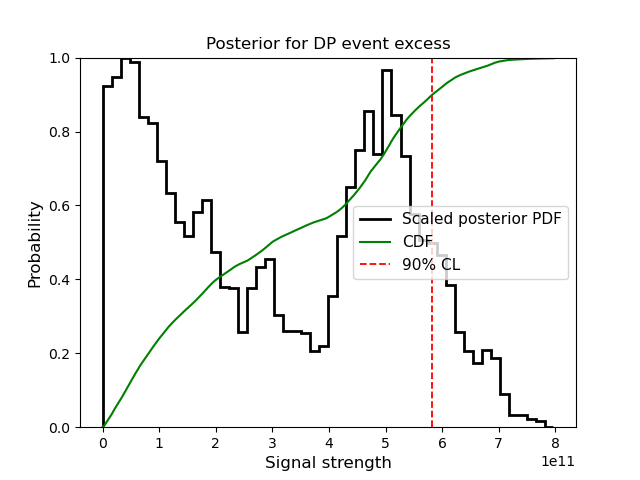 Posterior for DP event excess
Probability
1.0
0.8
0.6
0.4
0.2
0.0
Scaled posterior PDF
CDF
90% CL
0 1 2 3 4 5 6 7 8
1e11
Signal strength